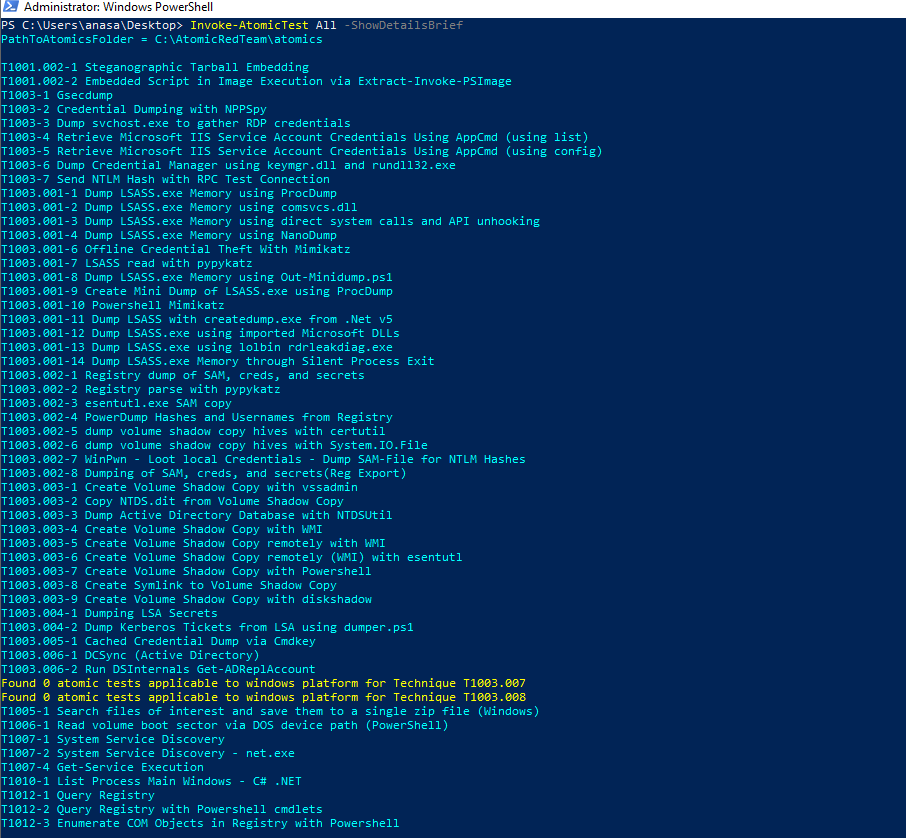 Administrator: Windows PowerShell
PS C:\Users\anasa\Desktop> Invoke-AtomicTest All -ShowDetailsBrief
PathToAtomicsFolder = C:\AtomicRedTeam\atomics
T1001.002-1 Steganographic Tarball Embedding
T1001.002-2 Embedded Script in Image Execution via Extract-Invoke-PSImage
T1003-1 Gsecdump
T1003-2 Credential Dumping with NPPSpy
T1003-3 Dump svchost.exe to gather RDP credentials
T1003-4 Retrieve Microsoft IIS Service Account Credentials Using AppCmd (using list)
T1003-5 Retrieve Microsoft IIS Service Account Credentials Using AppCmd (using config)
T1003-6 Dump Credential Manager using keymgr.dll and rundll32.exe
T1003-7 Send NTLM Hash with RPC Test Connection
T1003.001-1 Dump LSASS.exe Memory using ProcDump
T1003.001-2 Dump LSASS.exe Memory using comsvcs.dll
T1003.001-3 Dump LSASS.exe Memory using direct system calls and API unhooking
T1003.001-4 Dump LSASS.exe Memory using NanoDump
T1003.001-6 Offline Credential Theft With Mimikatz
T1003.001-7 LSASS read with pypykatz
T1003.001-8 Dump LSASS.exe Memory using Out-Minidump.ps1
T1003.001-9 Create Mini Dump of LSASS.exe using ProcDump
T1003.001-10 Powershell Mimikatz
T1003.001-11 Dump LSASS with createdump.exe from .Net v5
T1003.001-12 Dump LSASS.exe using imported Microsoft DLLs
T1003.001-13 Dump LSASS.exe using lolbin rdrleakdiag.exe
T1003.001-14 Dump LSASS.exe Memory through Silent Process Exit
T1003.002-1 Registry dump of SAM, creds, and secrets
T1003.002-2 Registry parse with pypykatz
T1003.002-3 esentutl.exe SAM copy
T1003.002-4 PowerDump Hashes and Usernames from Registry
T1003.002-5 dump volume shadow copy hives with certutil
T1003.002-6 dump volume shadow copy hives with System.IO.File
T1003.002-7 WinPwn - Loot local Credentials - Dump SAM-File for NTLM Hashes
T1003.002-8 Dumping of SAM, creds, and secrets(Reg Export)
T1003.003-1 Create Volume Shadow Copy with vssadmin
T1003.003-2 Copy NTDS.dit from Volume Shadow Copy
T1003.003-3 Dump Active Directory Database with NTDSUtil
T1003.003-4 Create Volume Shadow Copy with WMI
T1003.003-5 Create Volume Shadow Copy remotely with WMI
T1003.003-6 Create Volume Shadow Copy remotely (WMI) with esentutl
T1003.003-7 Create Volume Shadow Copy with Powershell
T1003.003-8 Create Symlink to Volume Shadow Copy
T1003.003-9 Create Volume Shadow Copy with diskshadow
T1003.004-1 Dumping LSA Secrets
T1003.004-2 Dump Kerberos Tickets from LSA using dumper.ps1
T1003.005-1 Cached Credential Dump via Cmdkey
T1003.006-1 DCSync (Active Directory)
T1003.006-2 Run DSInternals Get-ADReplAccount
Found 0 atomic tests applicable to windows platform for Technique T1003.007
Found 0 atomic tests applicable to windows platform for Technique T1003.008
T1005-1 Search files of interest and save them to a single zip file (Windows)
T1006-1 Read volume boot sector via DOS device path (PowerShell)
T1007-1 System Service Discovery
T1007-2 System Service Discovery - net.exe
T1007-4 Get-Service Execution
T1010-1 List Process Main Windows - C# .NET
T1012-1 Query Registry
T1012-2 Query Registry with Powershell cmdlets
T1012-3 Enumerate COM Objects in Registry with Powershell